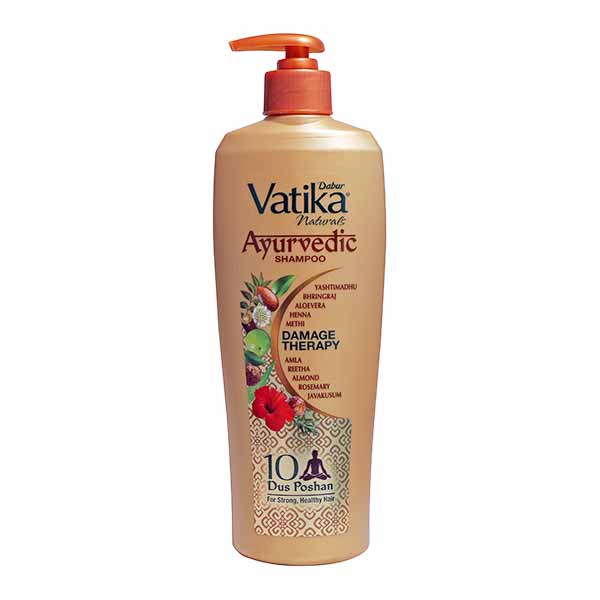 Dabur
Vatika®
Naturals
Ayurvedic
SHAMPOO
YASHTIMADHU
BHRINGRAJ
ALOEVERA
HENNA
METHI
DAMAGE
THERAPY
AMLA
REETHA
ALMOND
ROSEMARY
JAVAKUSUM
10
Dus Poshan
For Strong, Healthy Hair